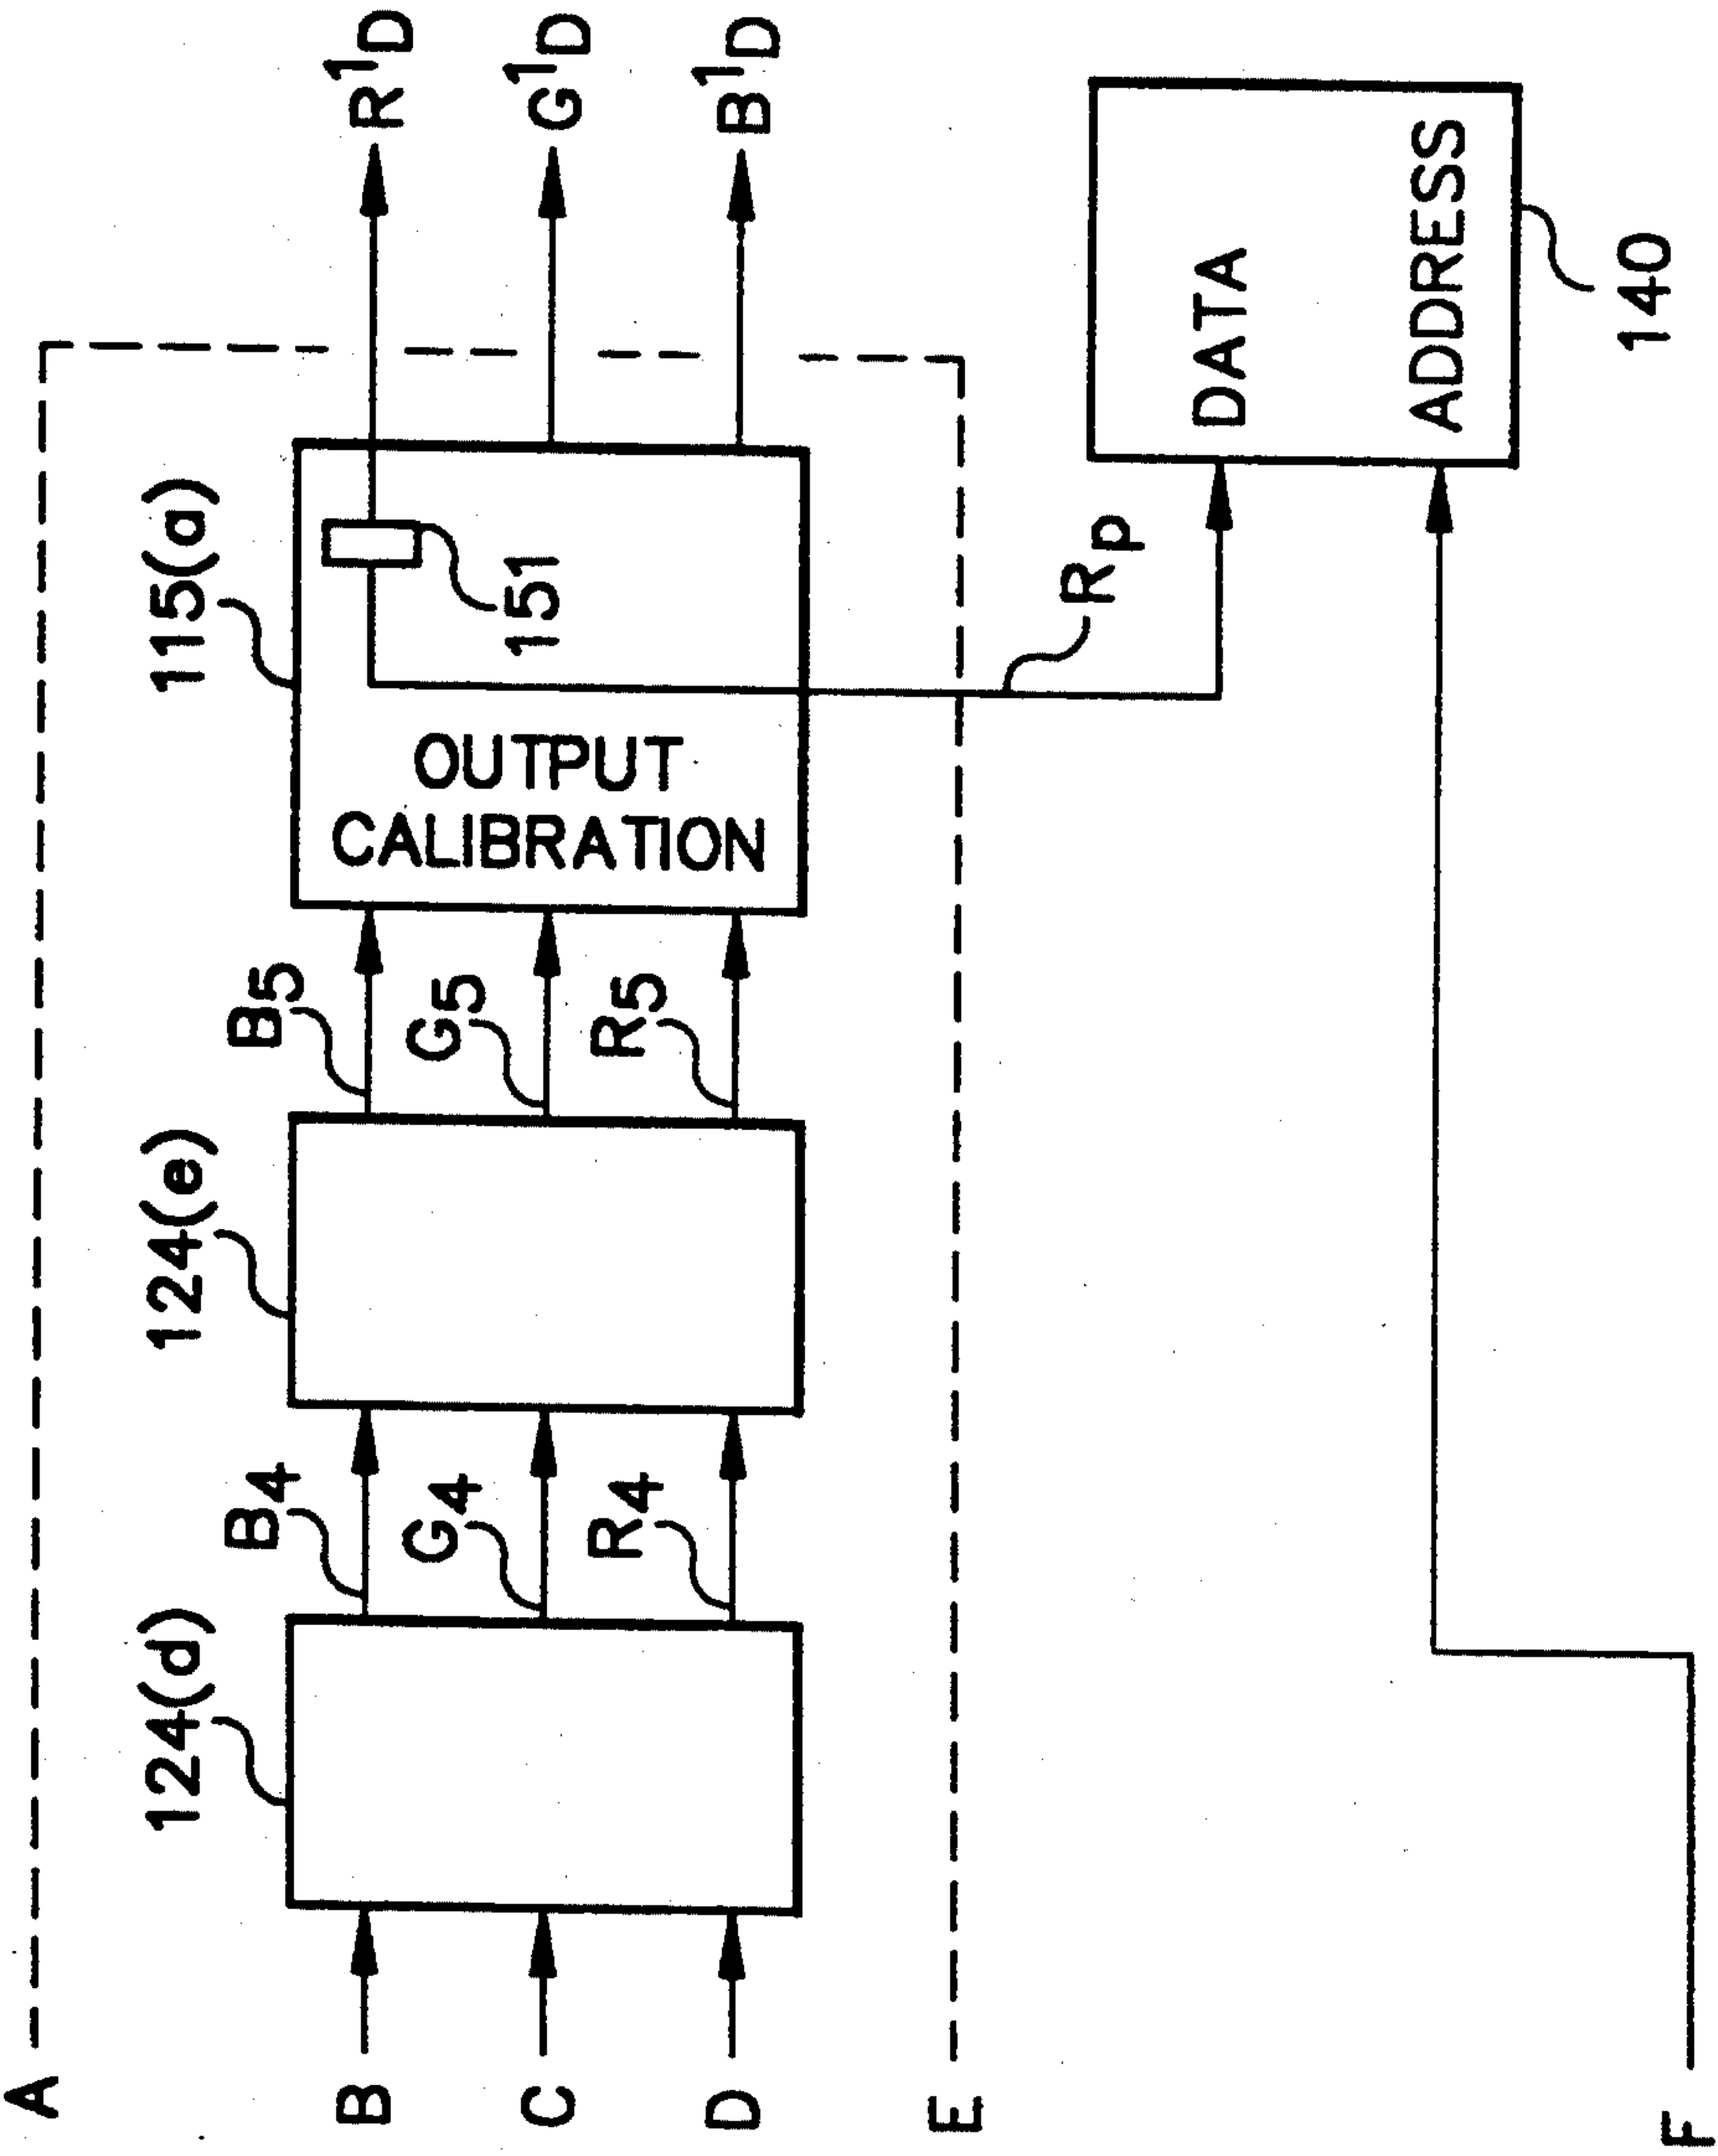 A
B
C
D
E
F
124(d)
B4
G4
R4
124(e)
B5
G5
R5
115(a)
OUTPUT
CALIBRATION
151
R¹D
G¹D
B¹D
Rp
DATA
ADDRESS
140